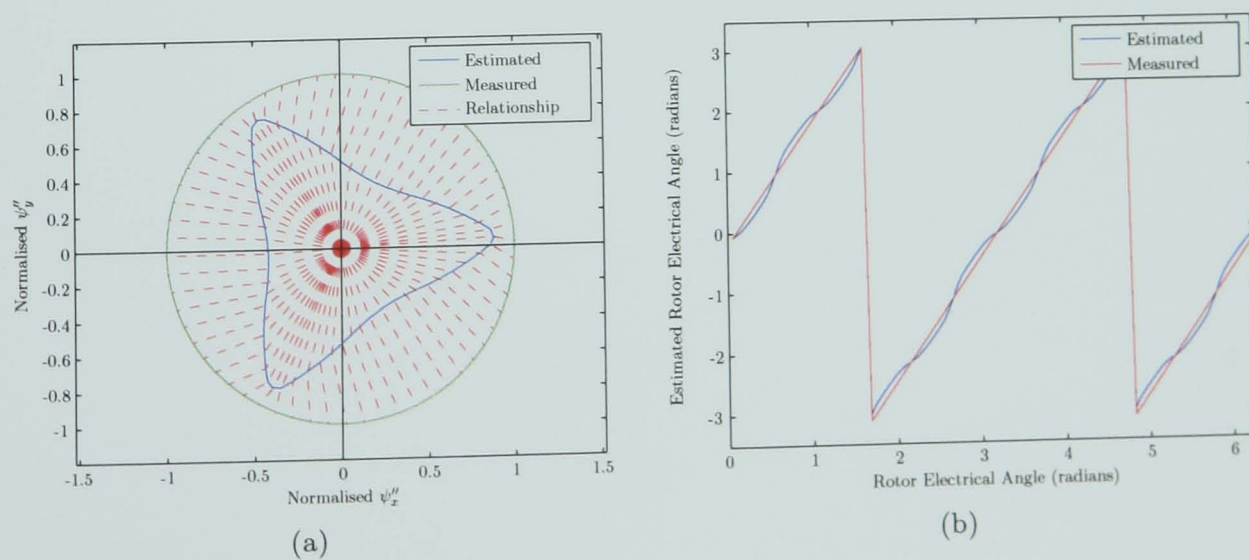 Estimated
Measured
Relationship
1
0.8
0.6
0.4
0.2
0
-0.2
-0.4
-0.6
-0.8
-1
Normalised ψ''y
-1.5
-1
-0.5
0
0.5
1
1.5
Normalised ψ''x
(a)
Estimated
Measured
3
2
1
0
-1
-2
-3
Estimated Rotor Electrical Angle (radians)
0
1
2
3
4
5
6
Rotor Electrical Angle (radians)
(b)